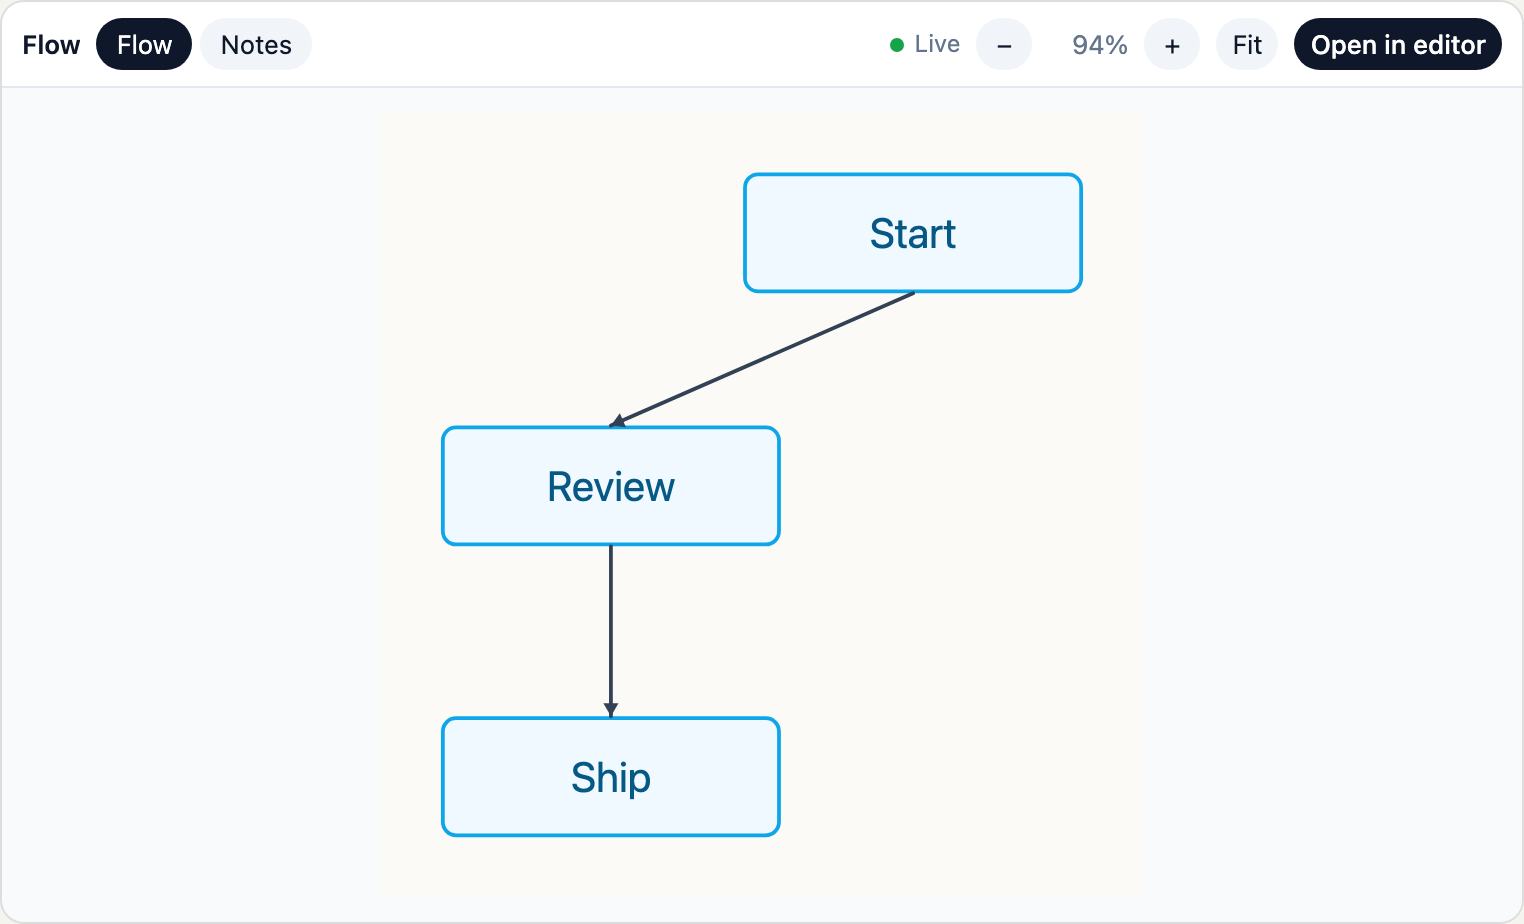 Flow Flow Notes Live – 94% + Fit Open in editor
Start
Review
Ship